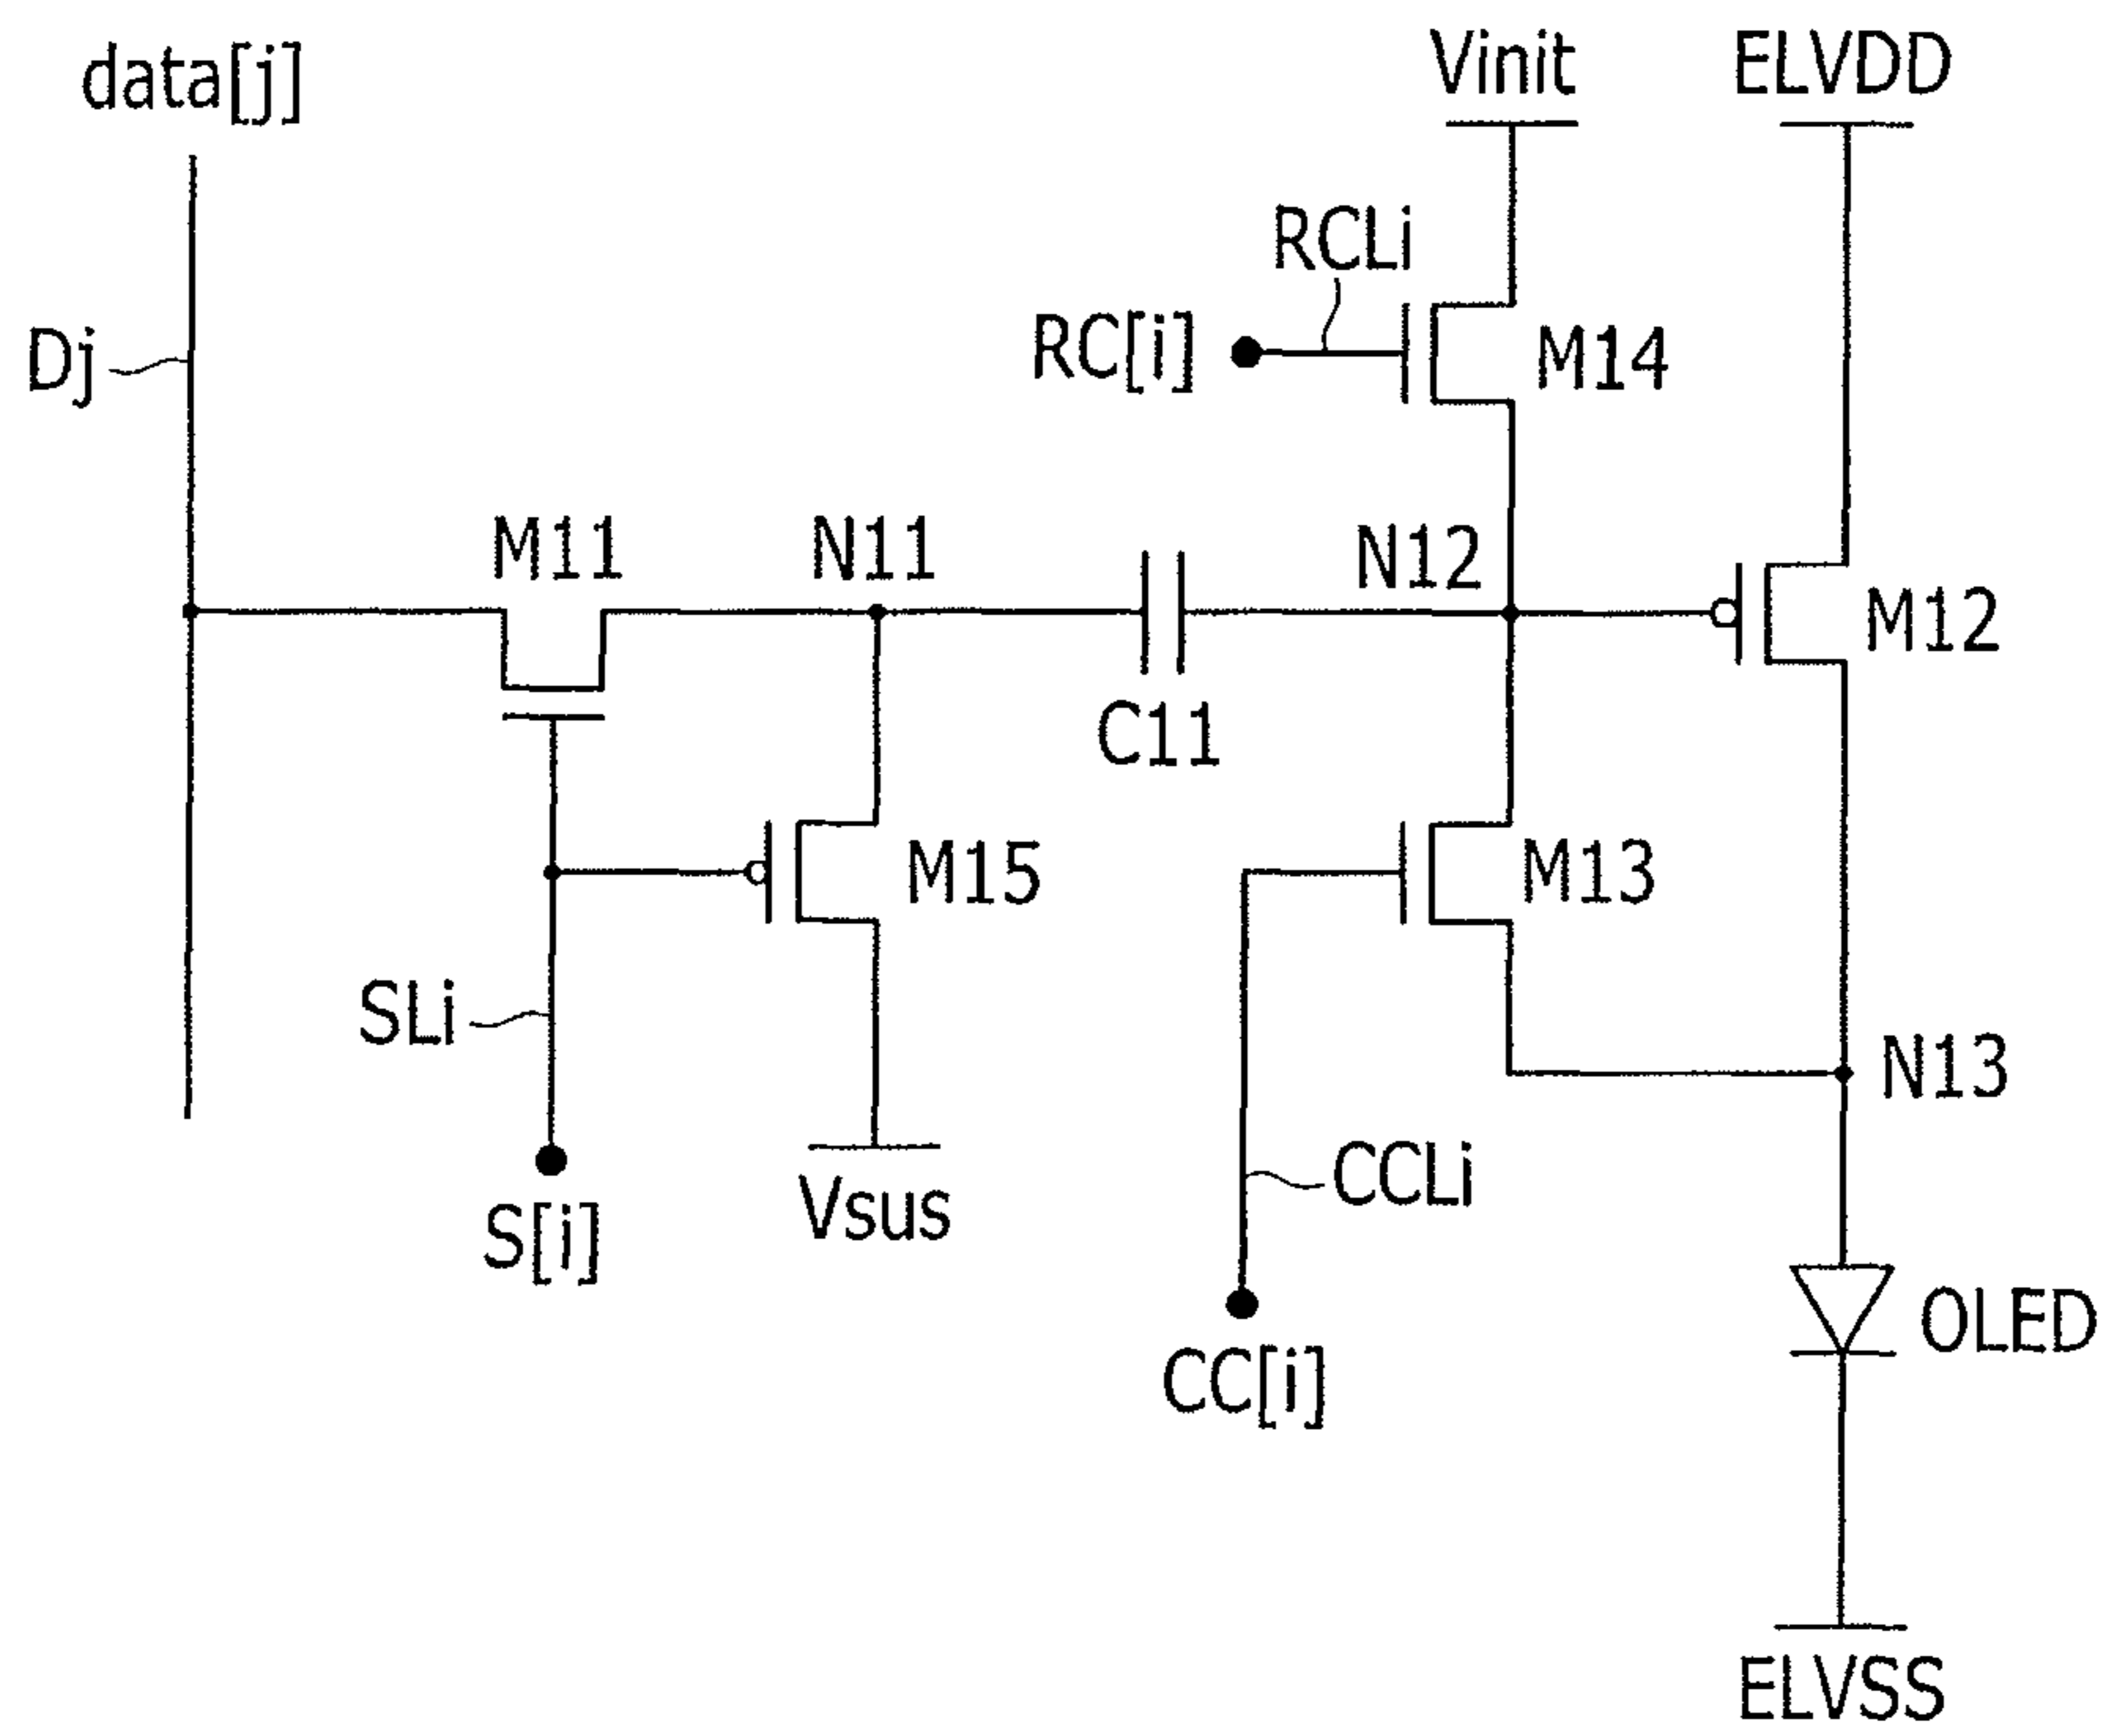 data[j]
Vinit
ELVDD
RCLi
RC[i]
M14
Dj
M11
N11
N12
M12
C11
M15
M13
SLi
N13
CCLi
Vsus
S[i]
OLED
CC[i]
ELVSS